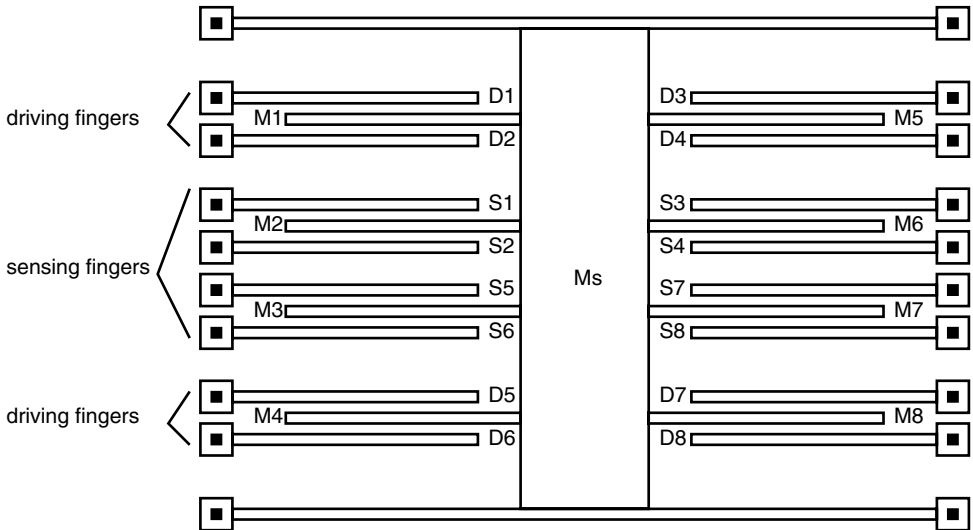 D1 D3
driving fingers M1 M5
D2 D4
S1 S3
M2 M6
S2 S4
sensing fingers Ms
S5 S7
M3 M7
S6 S8
D5 D7
driving fingers M4 M8
D6 D8